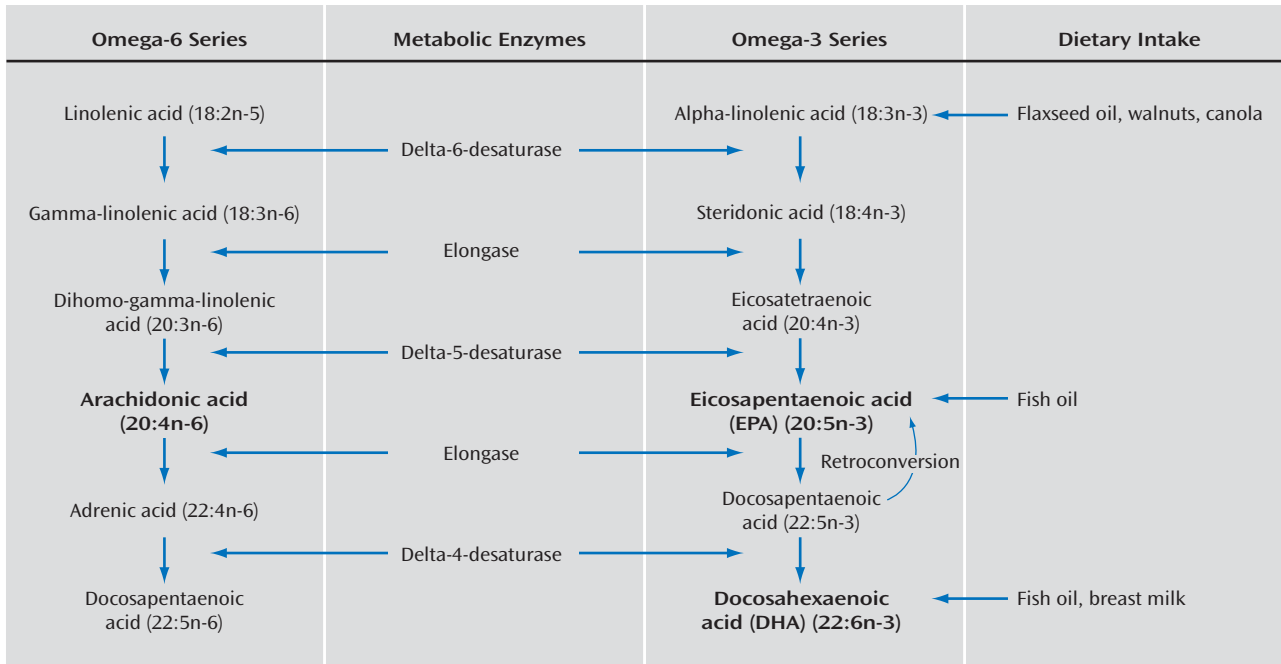 Omega-6 Series
Metabolic Enzymes
Omega-3 Series
Dietary Intake
Linolenic acid (18:2n-5)
Alpha-linolenic acid (18:3n-3)
Flaxseed oil, walnuts, canola
Delta-6-desaturase
Gamma-linolenic acid (18:3n-6)
Steridonic acid (18:4n-3)
Elongase
Dihomo-gamma-linolenic
acid (20:3n-6)
Eicosatetraenoic
acid (20:4n-3)
Delta-5-desaturase
Arachidonic acid
(20:4n-6)
Eicosapentaenoic acid
(EPA) (20:5n-3)
Fish oil
Elongase
Retroconversion
Adrenic acid (22:4n-6)
Docosapentaenoic
acid (22:5n-3)
Delta-4-desaturase
Docosapentaenoic
acid (22:5n-6)
Docosahexaenoic
acid (DHA) (22:6n-3)
Fish oil, breast milk